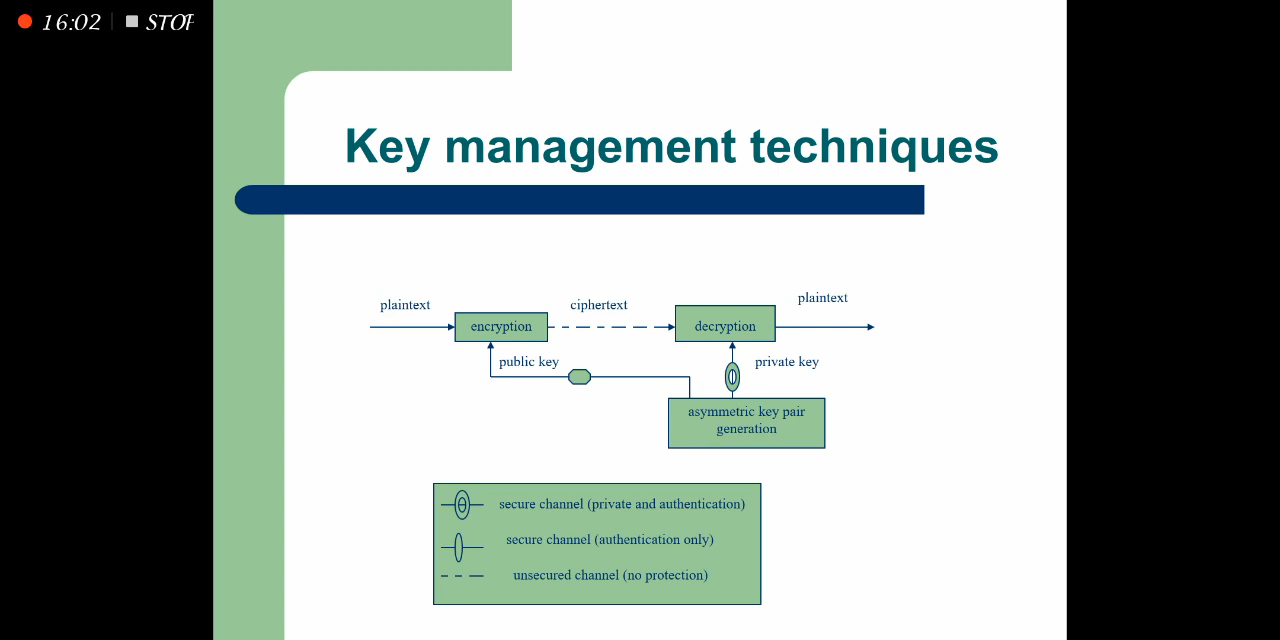 16:02 STOP
Key management techniques
plaintext
ciphertext
plaintext
encryption
decryption
public key
private key
asymmetric key pair
generation
secure channel (private and authentication)
secure channel (authentication only)
unsecured channel (no protection)